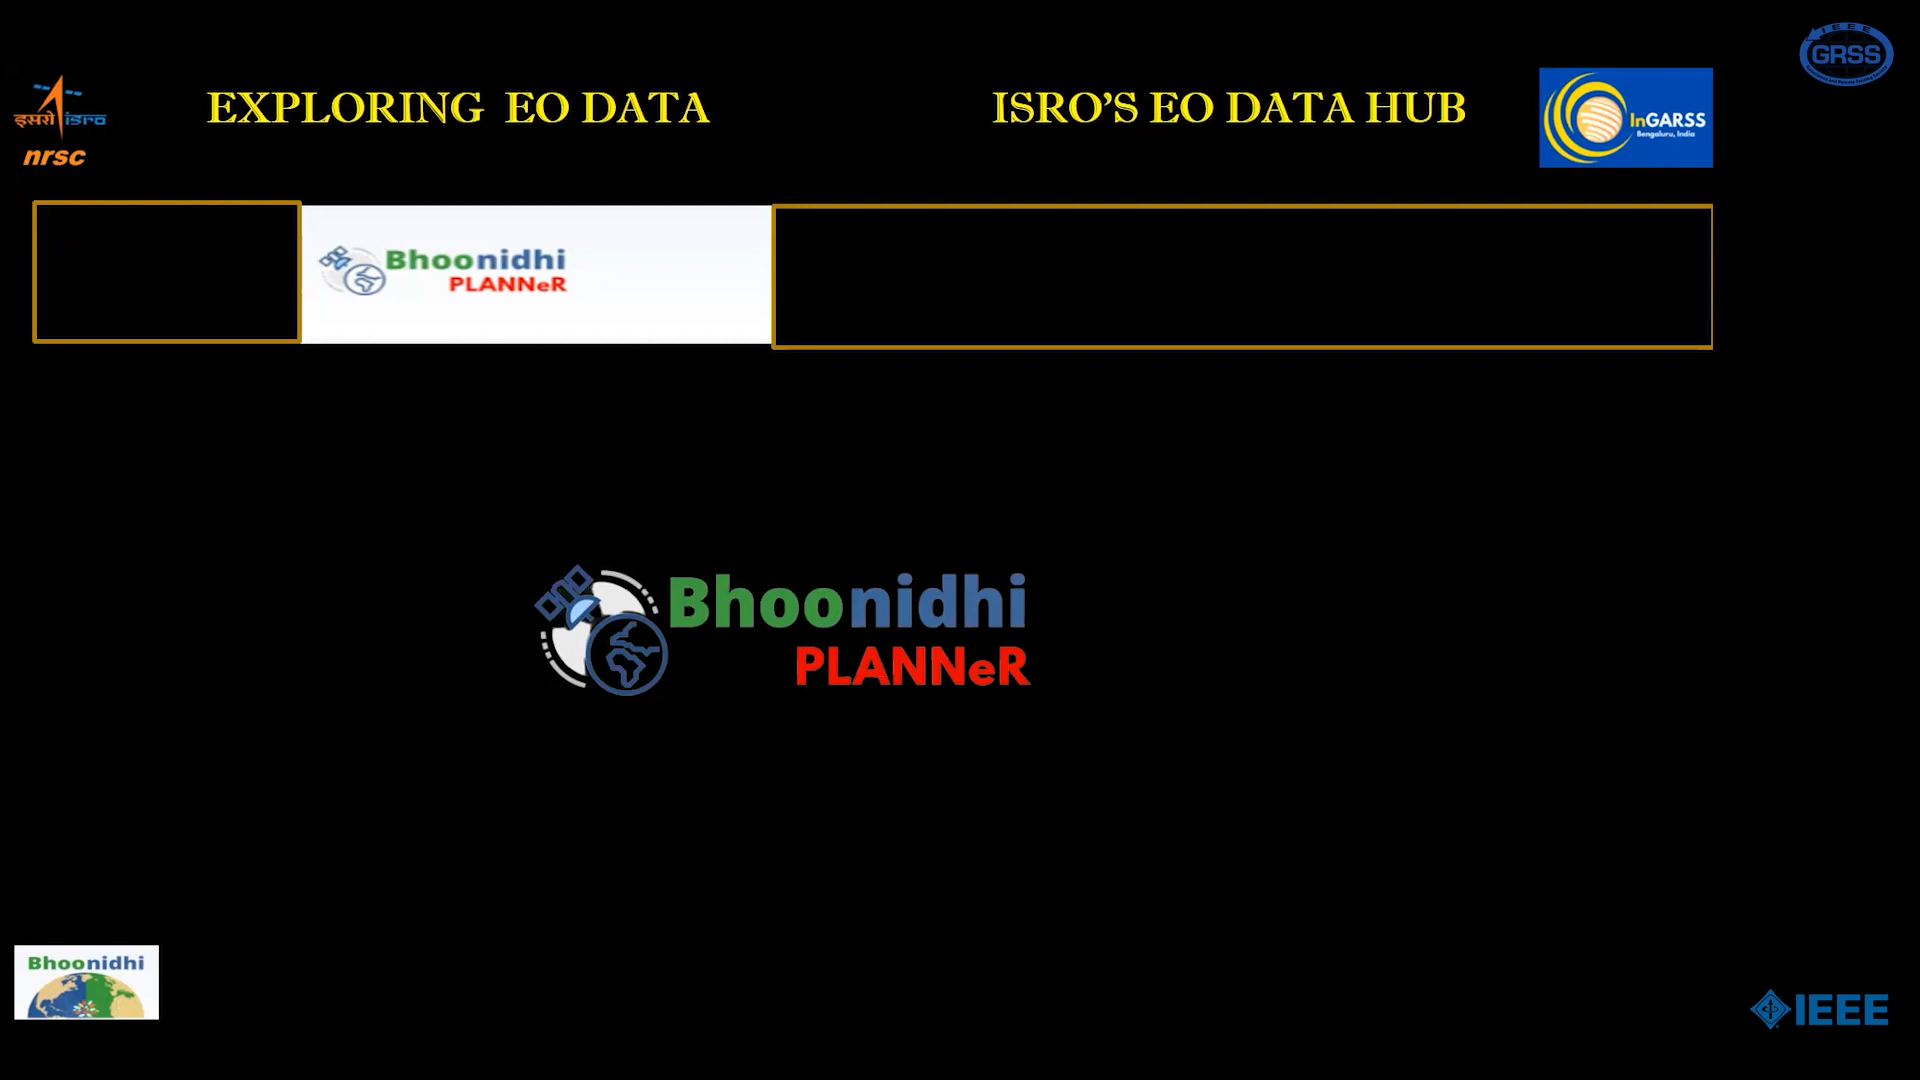 IEEE
GRSS
इसरो isro
nrsc
EXPLORING EO DATA
ISRO'S EO DATA HUB
InGARSS
Bengaluru, India
Bhoonidhi
PLANNeR
Bhoonidhi
PLANNeR
Bhoonidhi
IEEE